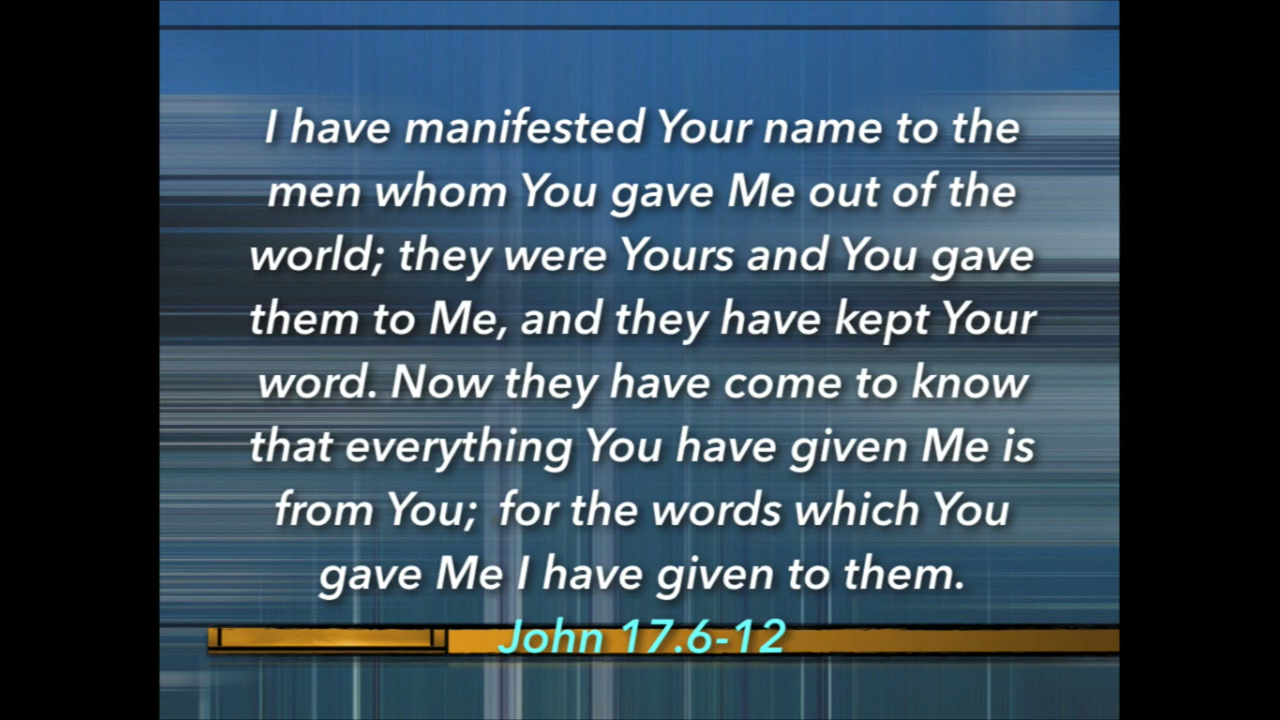 I have manifested Your name to the
men whom You gave Me out of the
world; they were Yours and You gave
them to Me, and they have kept Your
word. Now they have come to know
that everything You have given Me is
from You;  for the words which You
gave Me I have given to them.
John 17.6-12